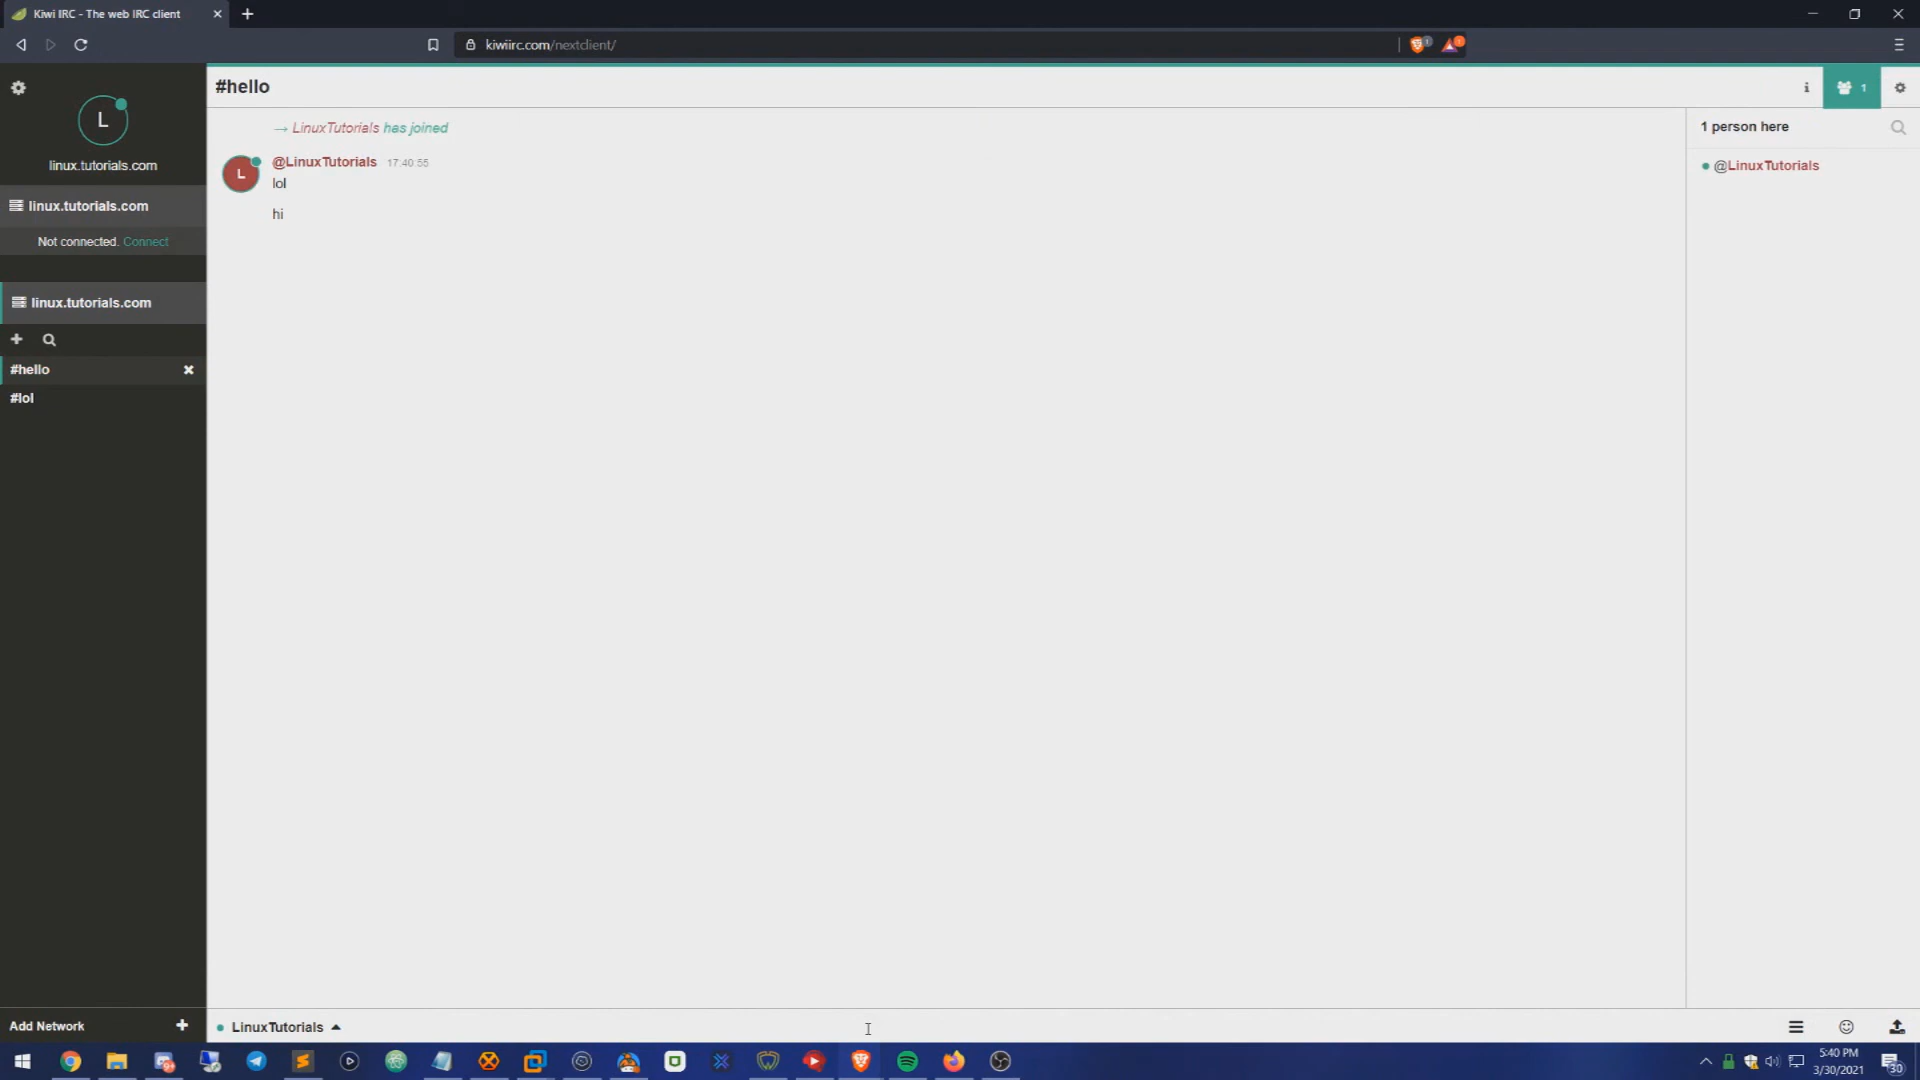 Kiwi IRC - The web IRC client
kiwiirc.com/nextclient/
L
linux.tutorials.com
linux.tutorials.com
Not connected. Connect
linux.tutorials.com
#hello
#lol
Add Network
#hello
→ LinuxTutorials has joined
L
@LinuxTutorials 17:40:55
lol
hi
1
1 person here
@LinuxTutorials
LinuxTutorials
5:40 PM
3/30/2021
30